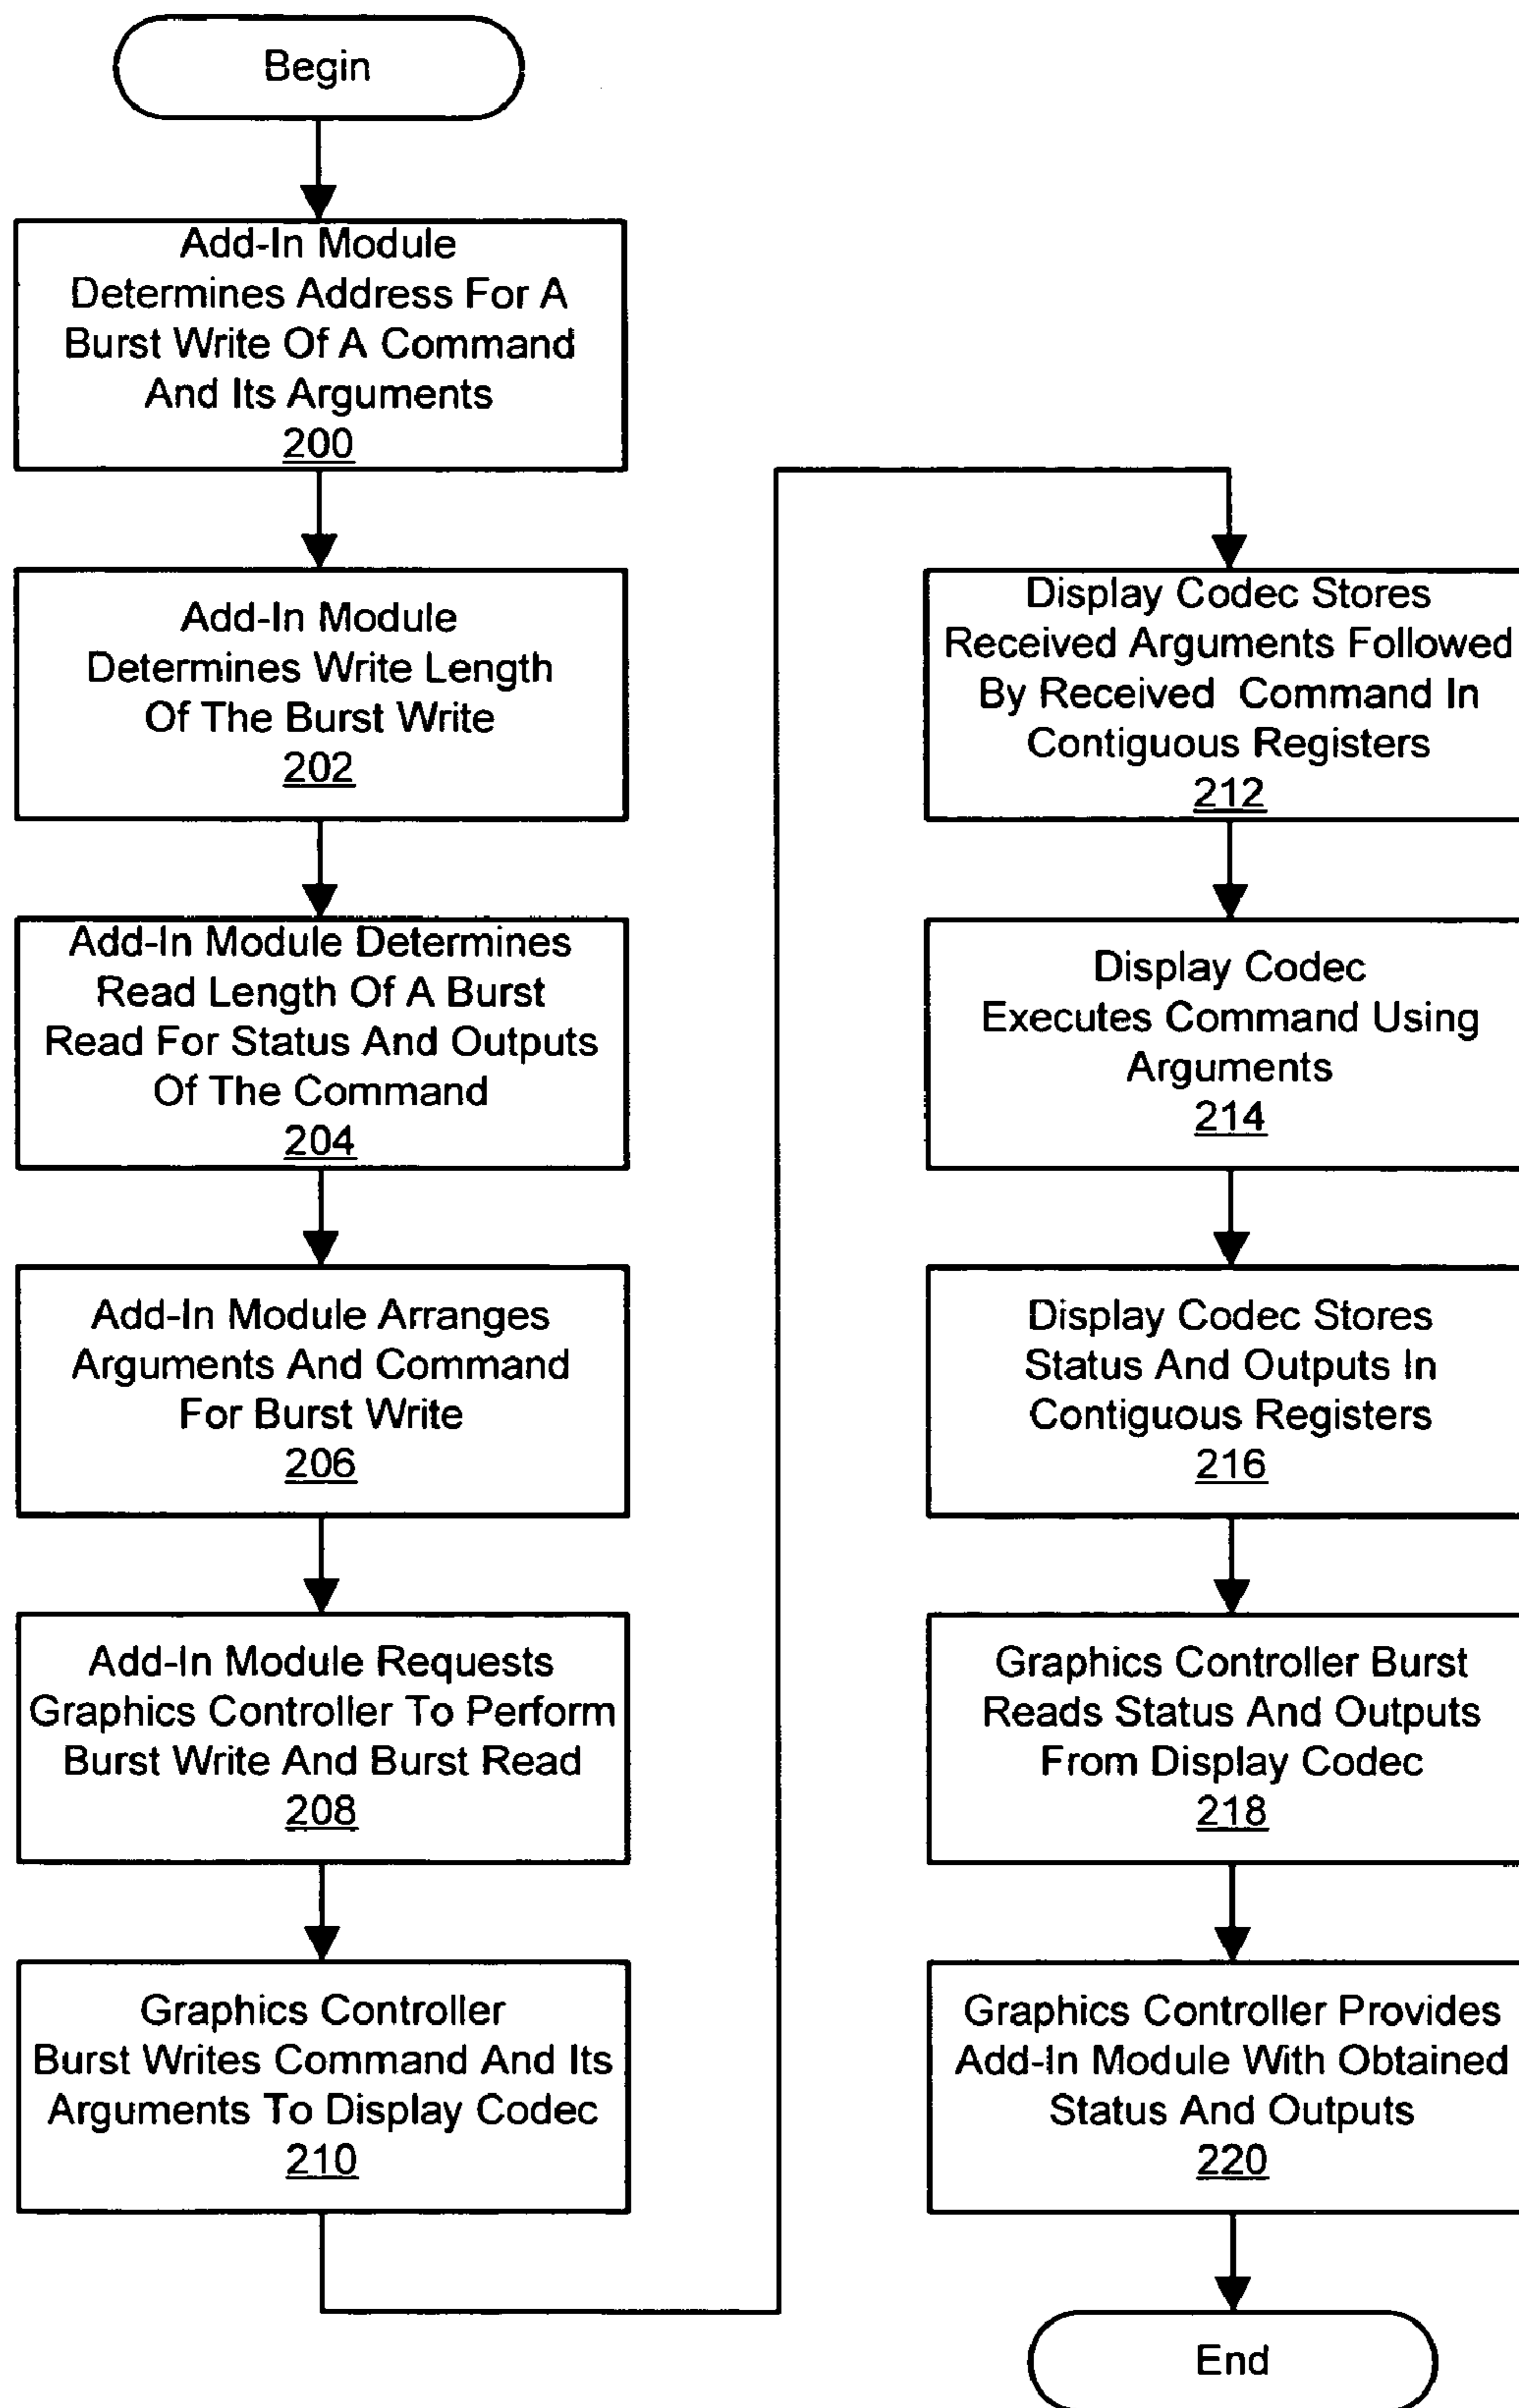 Begin
Add-In Module
Determines Address For A
Burst Write Of A Command
And Its Arguments
200
Add-In Module
Determines Write Length
Of The Burst Write
202
Add-In Module Determines
Read Length Of A Burst
Read For Status And Outputs
Of The Command
204
Add-In Module Arranges
Arguments And Command
For Burst Write
206
Add-In Module Requests
Graphics Controller To Perform
Burst Write And Burst Read
208
Graphics Controller
Burst Writes Command And Its
Arguments To Display Codec
210
Display Codec Stores
Received Arguments Followed
By Received Command In
Contiguous Registers
212
Display Codec
Executes Command Using
Arguments
214
Display Codec Stores
Status And Outputs In
Contiguous Registers
216
Graphics Controller Burst
Reads Status And Outputs
From Display Codec
218
Graphics Controller Provides
Add-In Module With Obtained
Status And Outputs
220
End